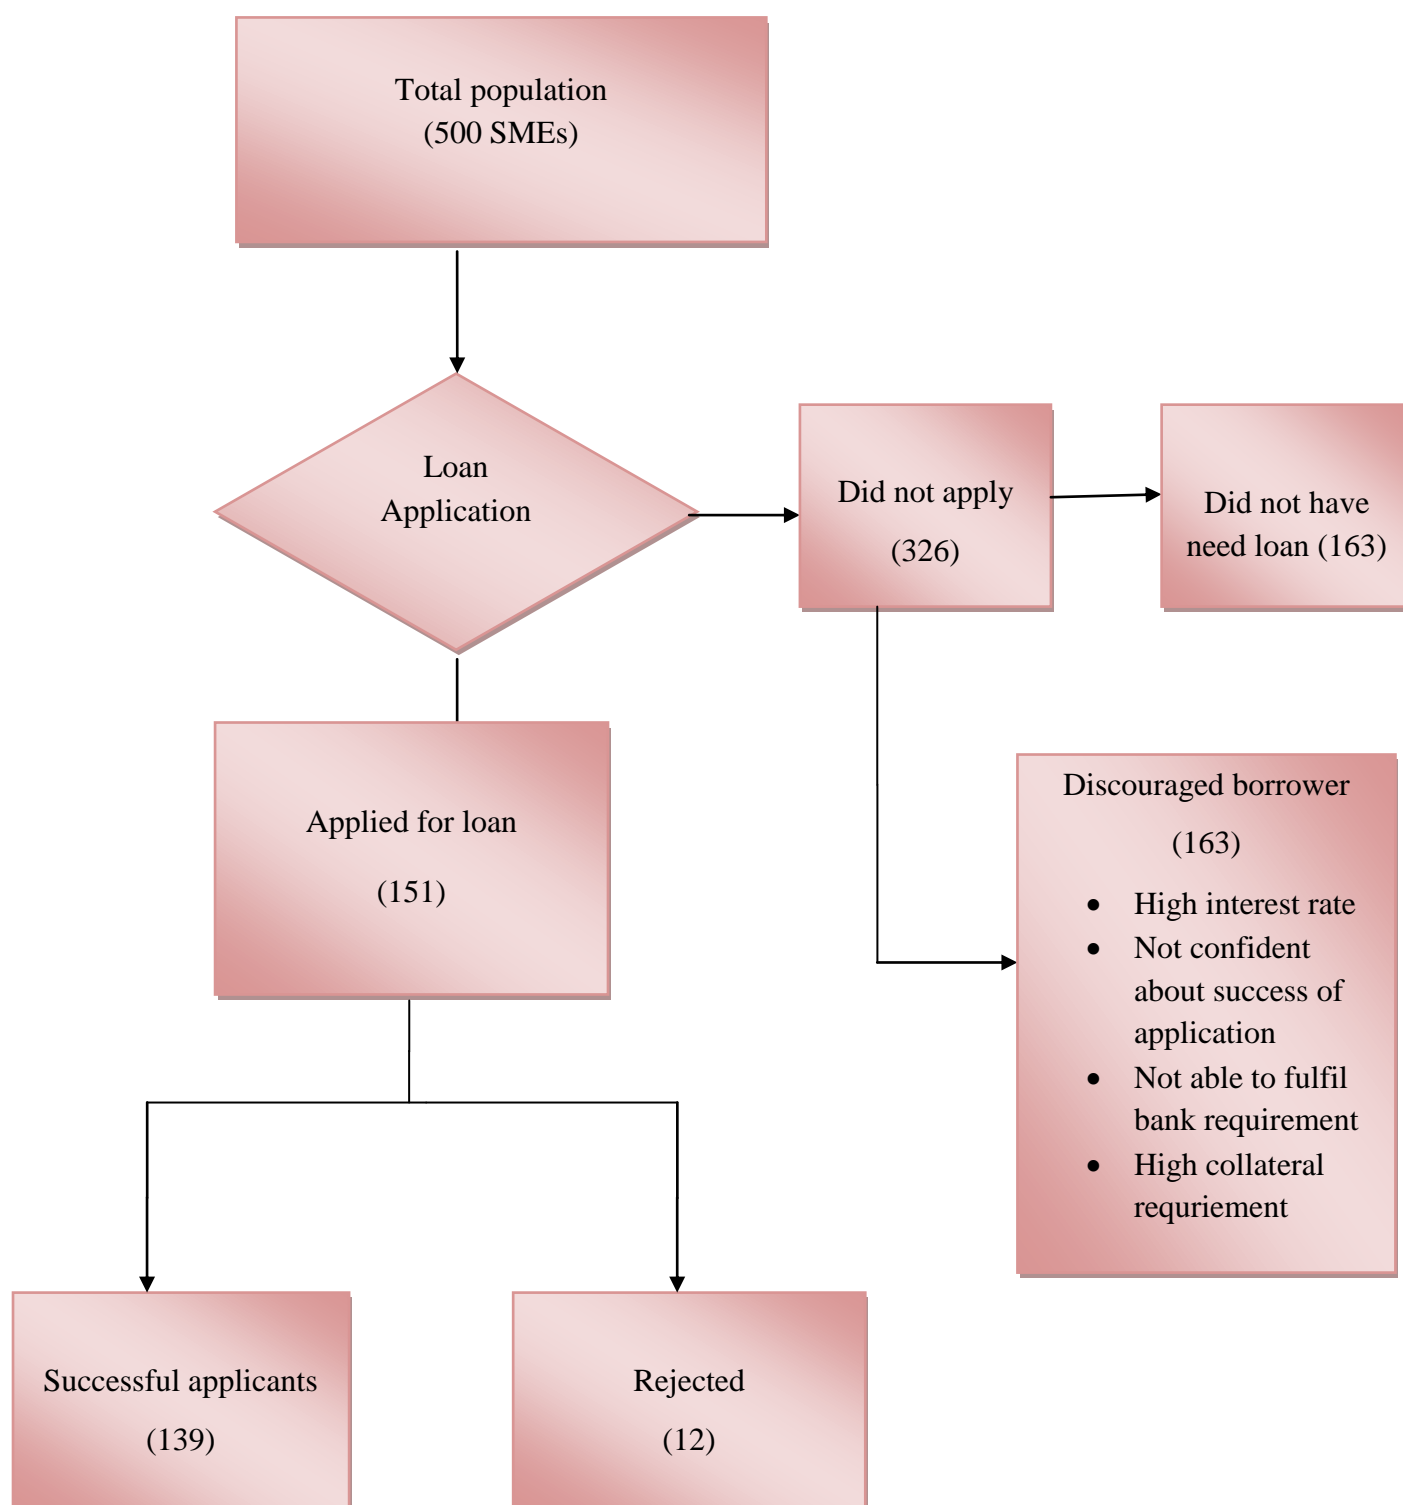 Total population
(500 SMEs)
Loan
Application
Did not apply
(326)
Did not have
need loan (163)
Applied for loan
(151)
Discouraged borrower
(163)
• High interest rate
• Not confident
about success of
application
• Not able to fulfil
bank requirement
• High collateral
requriement
Successful applicants
(139)
Rejected
(12)